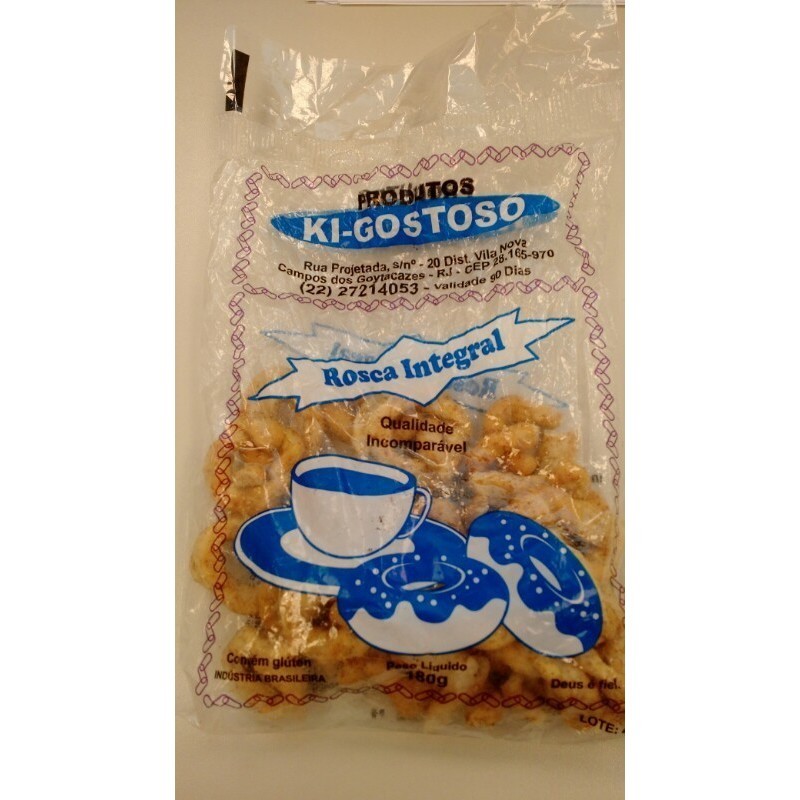 PRODUTOS
KI-GOSTOSO
Rua Projetada, s/nº - 20 Dist. Vila Nova
Campos dos Goytacazes - RJ - CEP 28.165-970
(22) 27214053 - Validade 90 Dias
Rosca Integral
Qualidade
Incomparável
Contém glúten
INDÚSTRIA BRASILEIRA
Peso Líquido
180g
Deus é fiel.
LOTE: